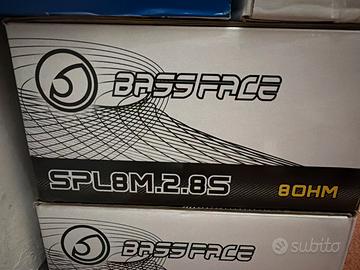 BASSFACE
SPL8M.2.8S
8OHM
BASSFACE
subito